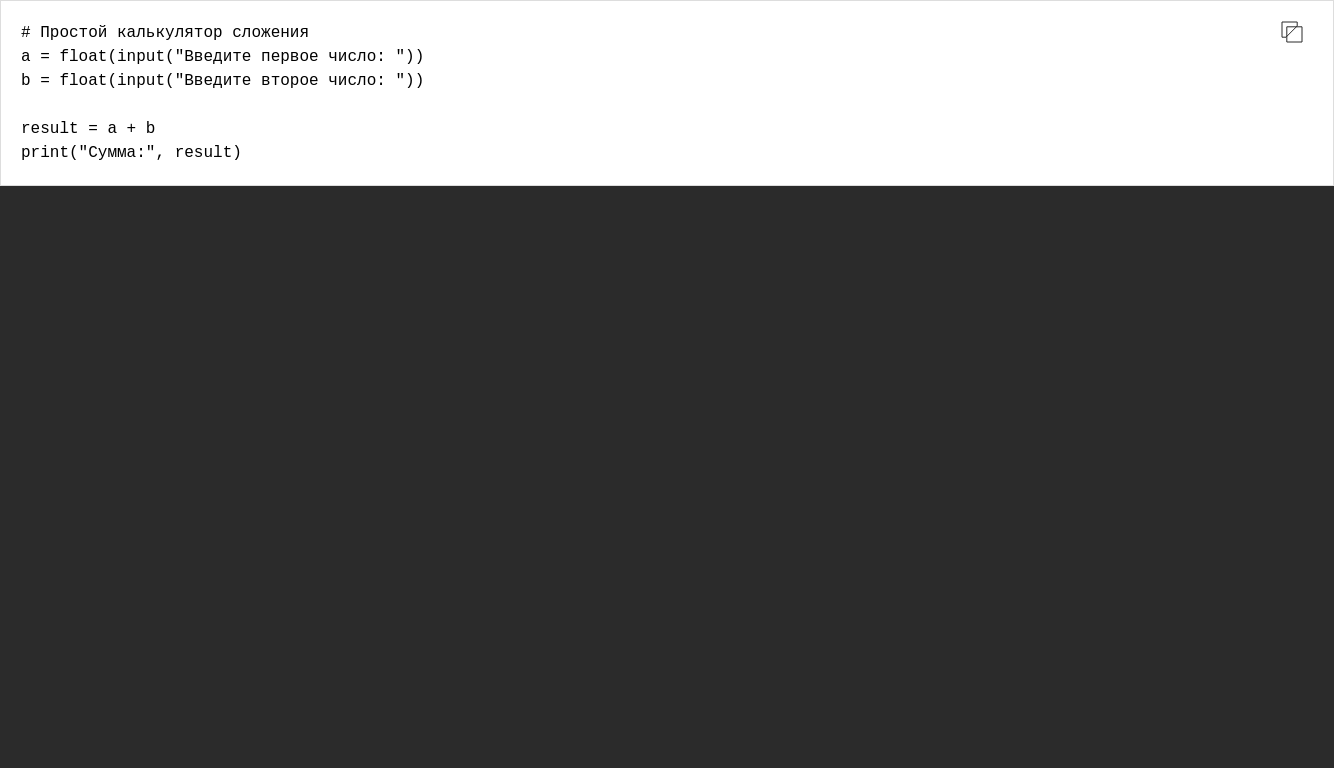 # Простой калькулятор сложения
a = float(input("Введите первое число: "))
b = float(input("Введите второе число: "))

result = a + b
print("Сумма:", result)